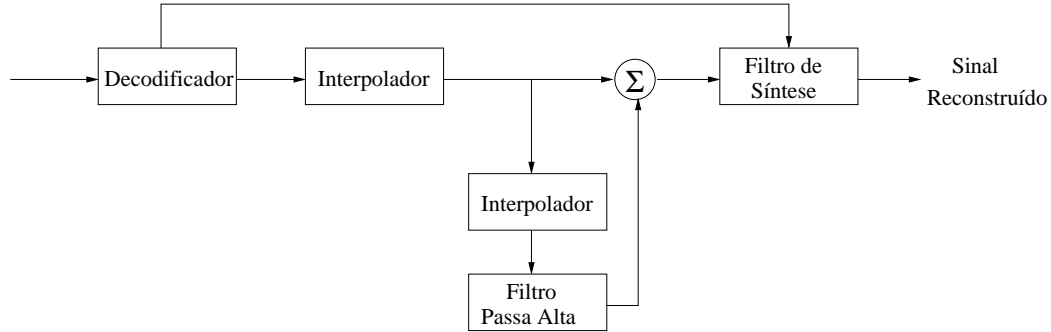 Decodificador
Interpolador
Σ
Filtro de
Síntese
Sinal
Reconstruído
Interpolador
Filtro
Passa Alta